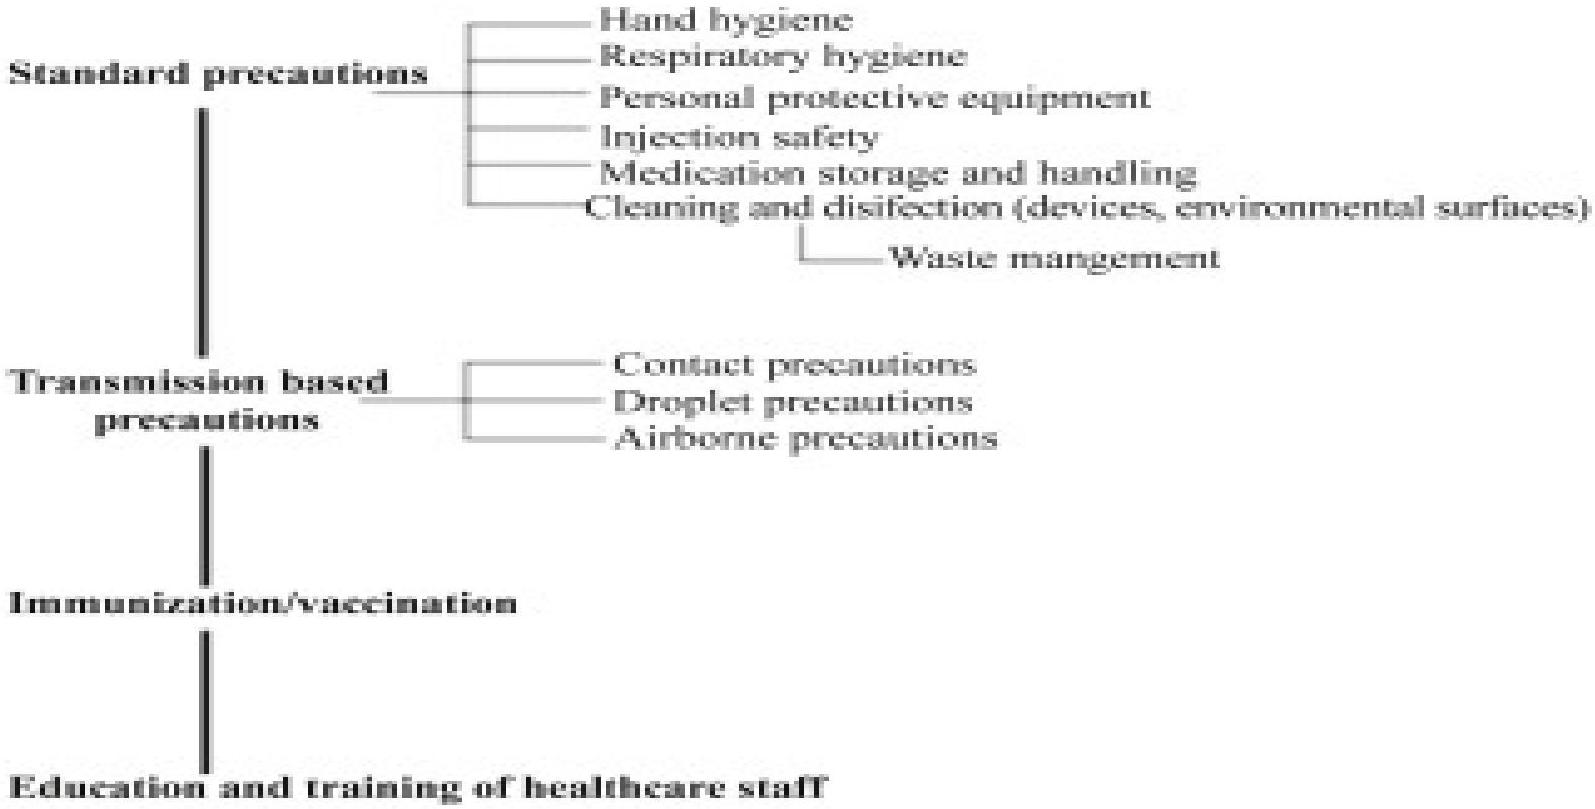 Hand hygiene
Standard precautions
Respiratory hygiene
Personal protective equipment
Injection safety
Medication storage and handling
Cleaning and disifection (devices, environmental surfaces)
Waste mangement
Transmission based
precautions
Contact precautions
Droplet precautions
Airborne precautions
Immunization/vaccination
Education and training of healthcare staff